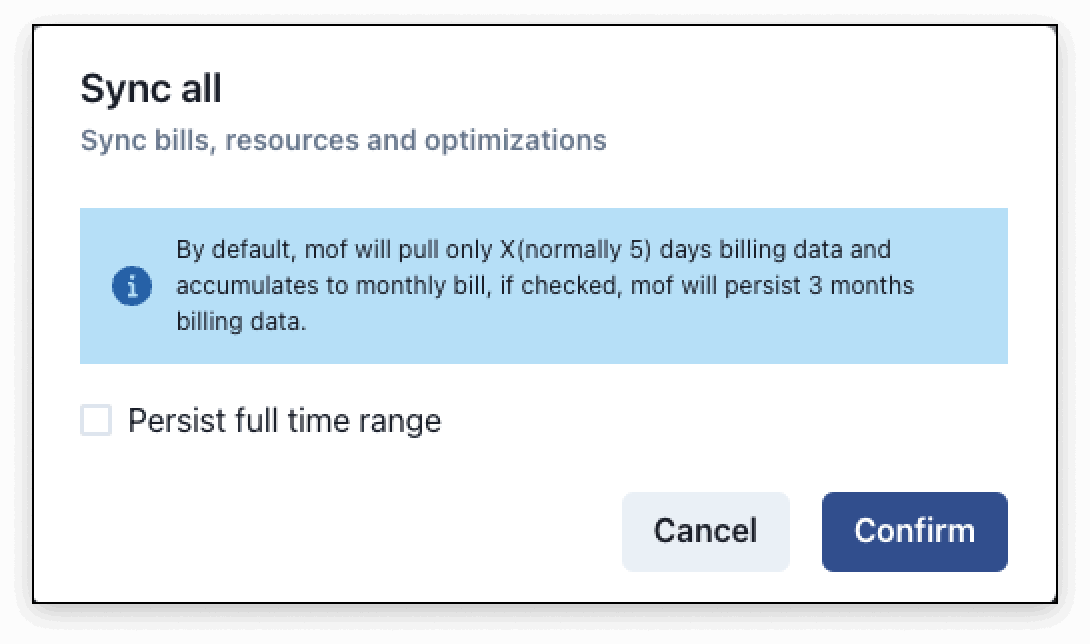 Sync all
Sync bills, resources and optimizations
By default, mof will pull only X(normally 5) days billing data and
accumulates to monthly bill, if checked, mof will persist 3 months
billing data.
Persist full time range
Cancel Confirm